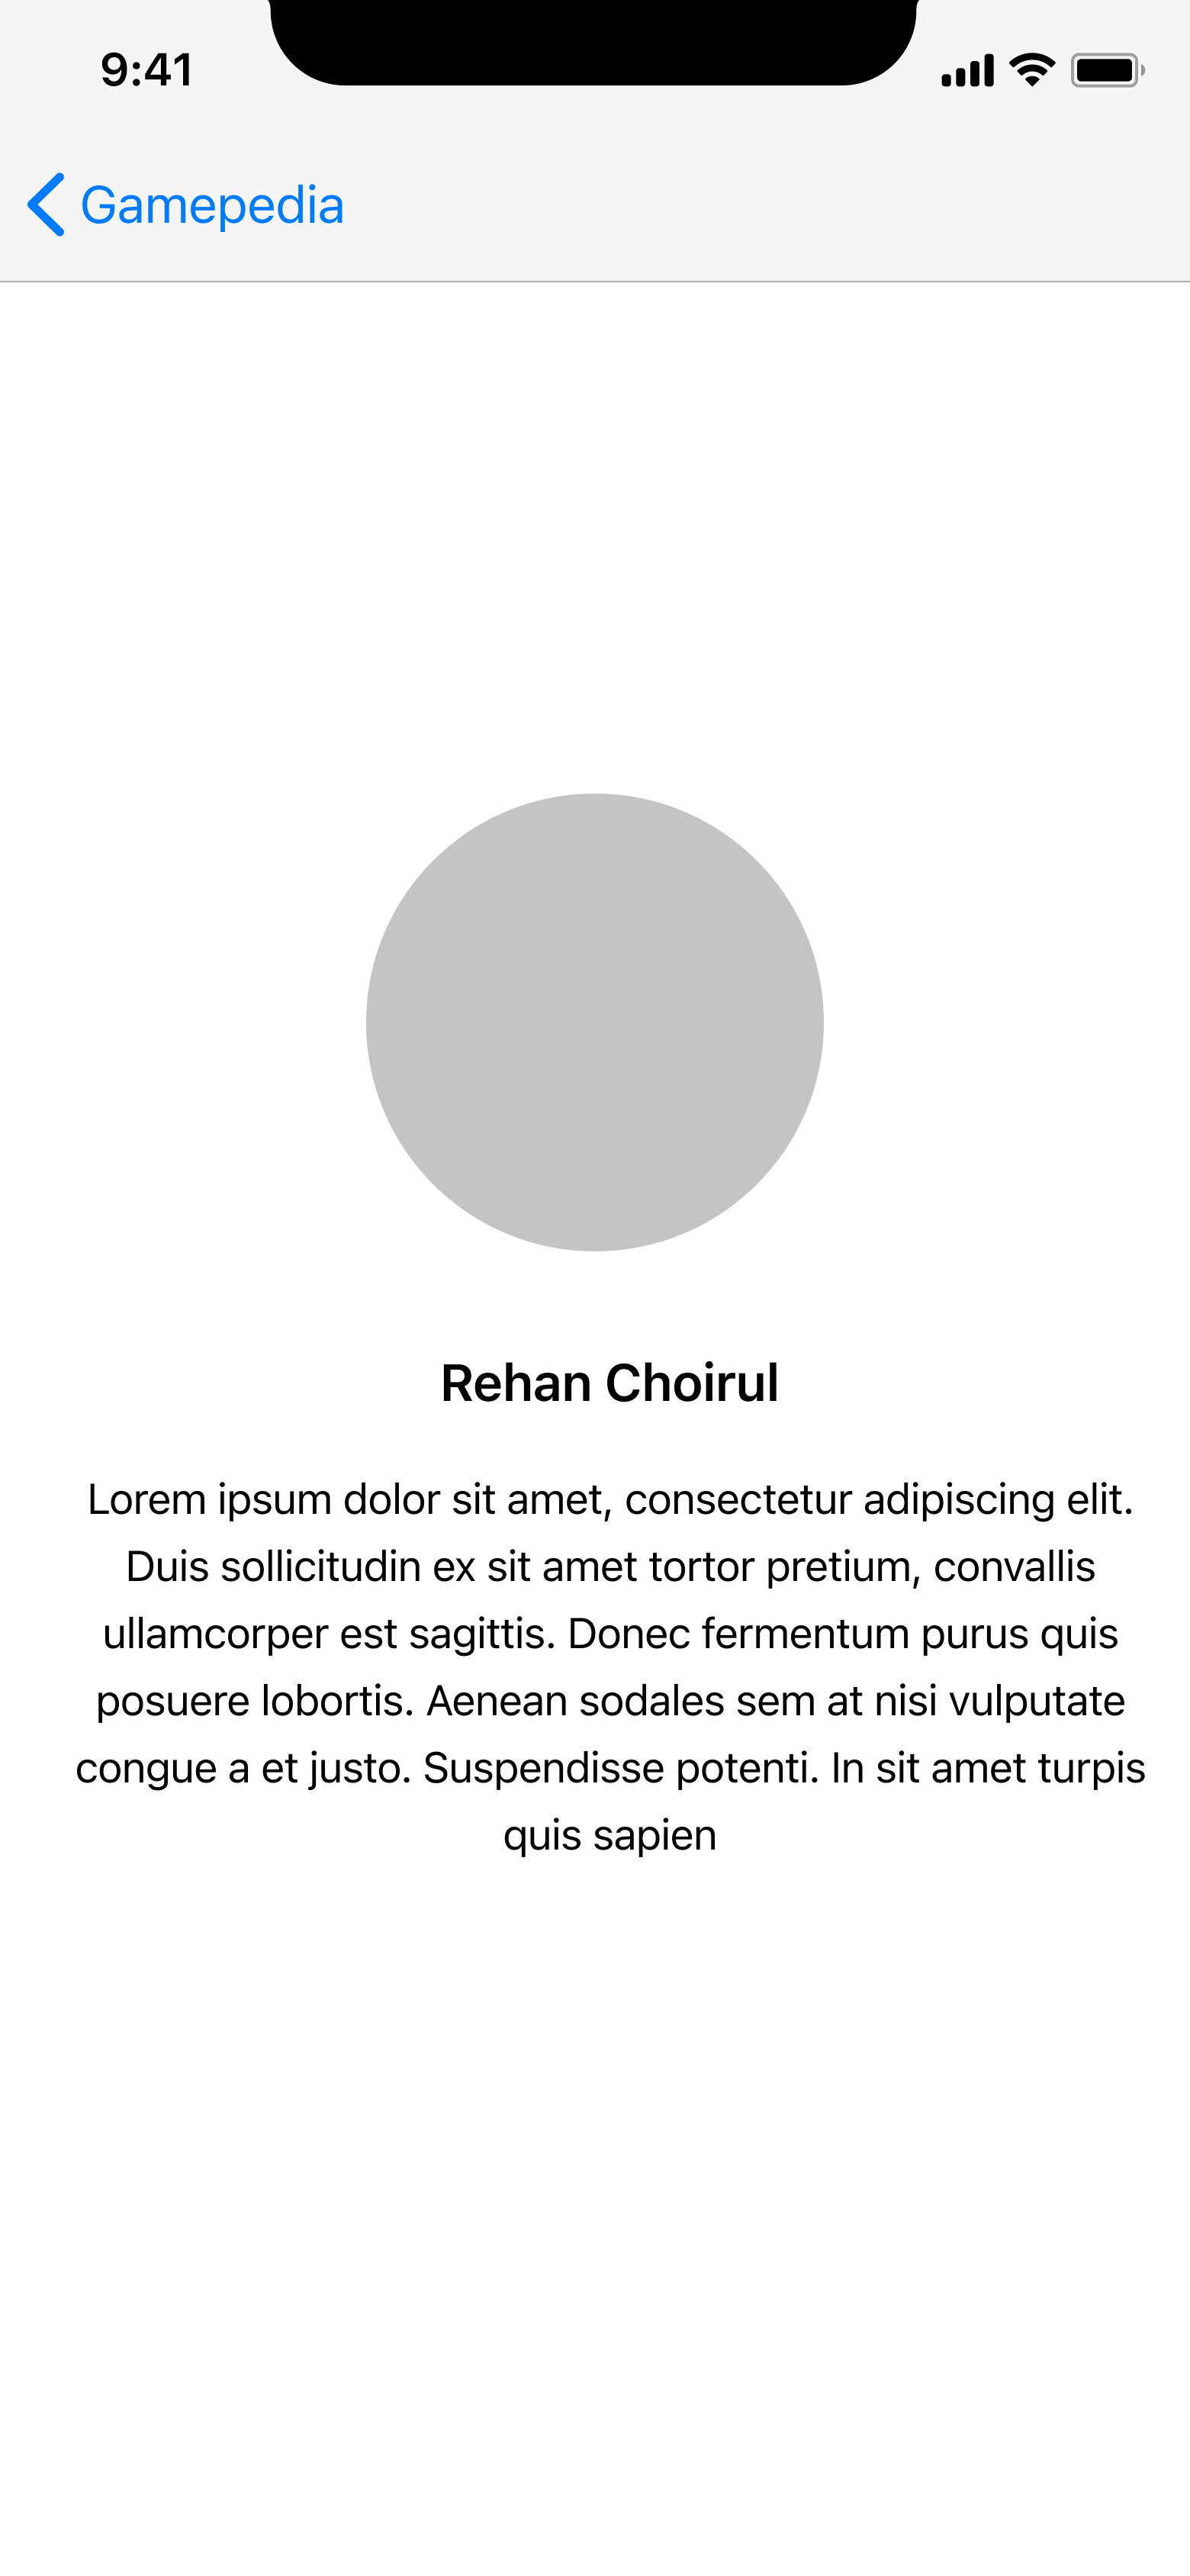 9:41
Gamepedia
Rehan Choirul
Lorem ipsum dolor sit amet, consectetur adipiscing elit.
Duis sollicitudin ex sit amet tortor pretium, convallis
ullamcorper est sagittis. Donec fermentum purus quis
posuere lobortis. Aenean sodales sem at nisi vulputate
congue a et justo. Suspendisse potenti. In sit amet turpis
quis sapien